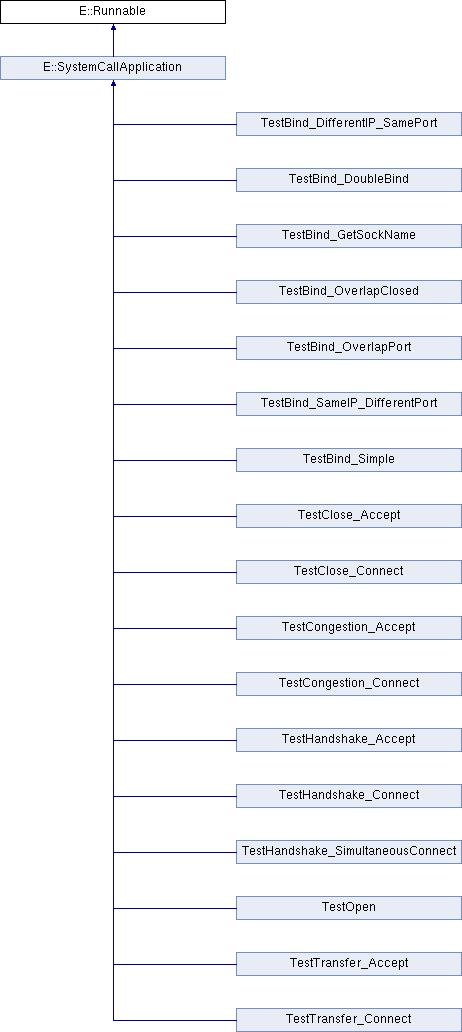 E::Runnable
E::SystemCallApplication
TestBind_DifferentIP_SamePort
TestBind_DoubleBind
TestBind_GetSockName
TestBind_OverlapClosed
TestBind_OverlapPort
TestBind_SameIP_DifferentPort
TestBind_Simple
TestClose_Accept
TestClose_Connect
TestCongestion_Accept
TestCongestion_Connect
TestHandshake_Accept
TestHandshake_Connect
TestHandshake_SimultaneousConnect
TestOpen
TestTransfer_Accept
TestTransfer_Connect